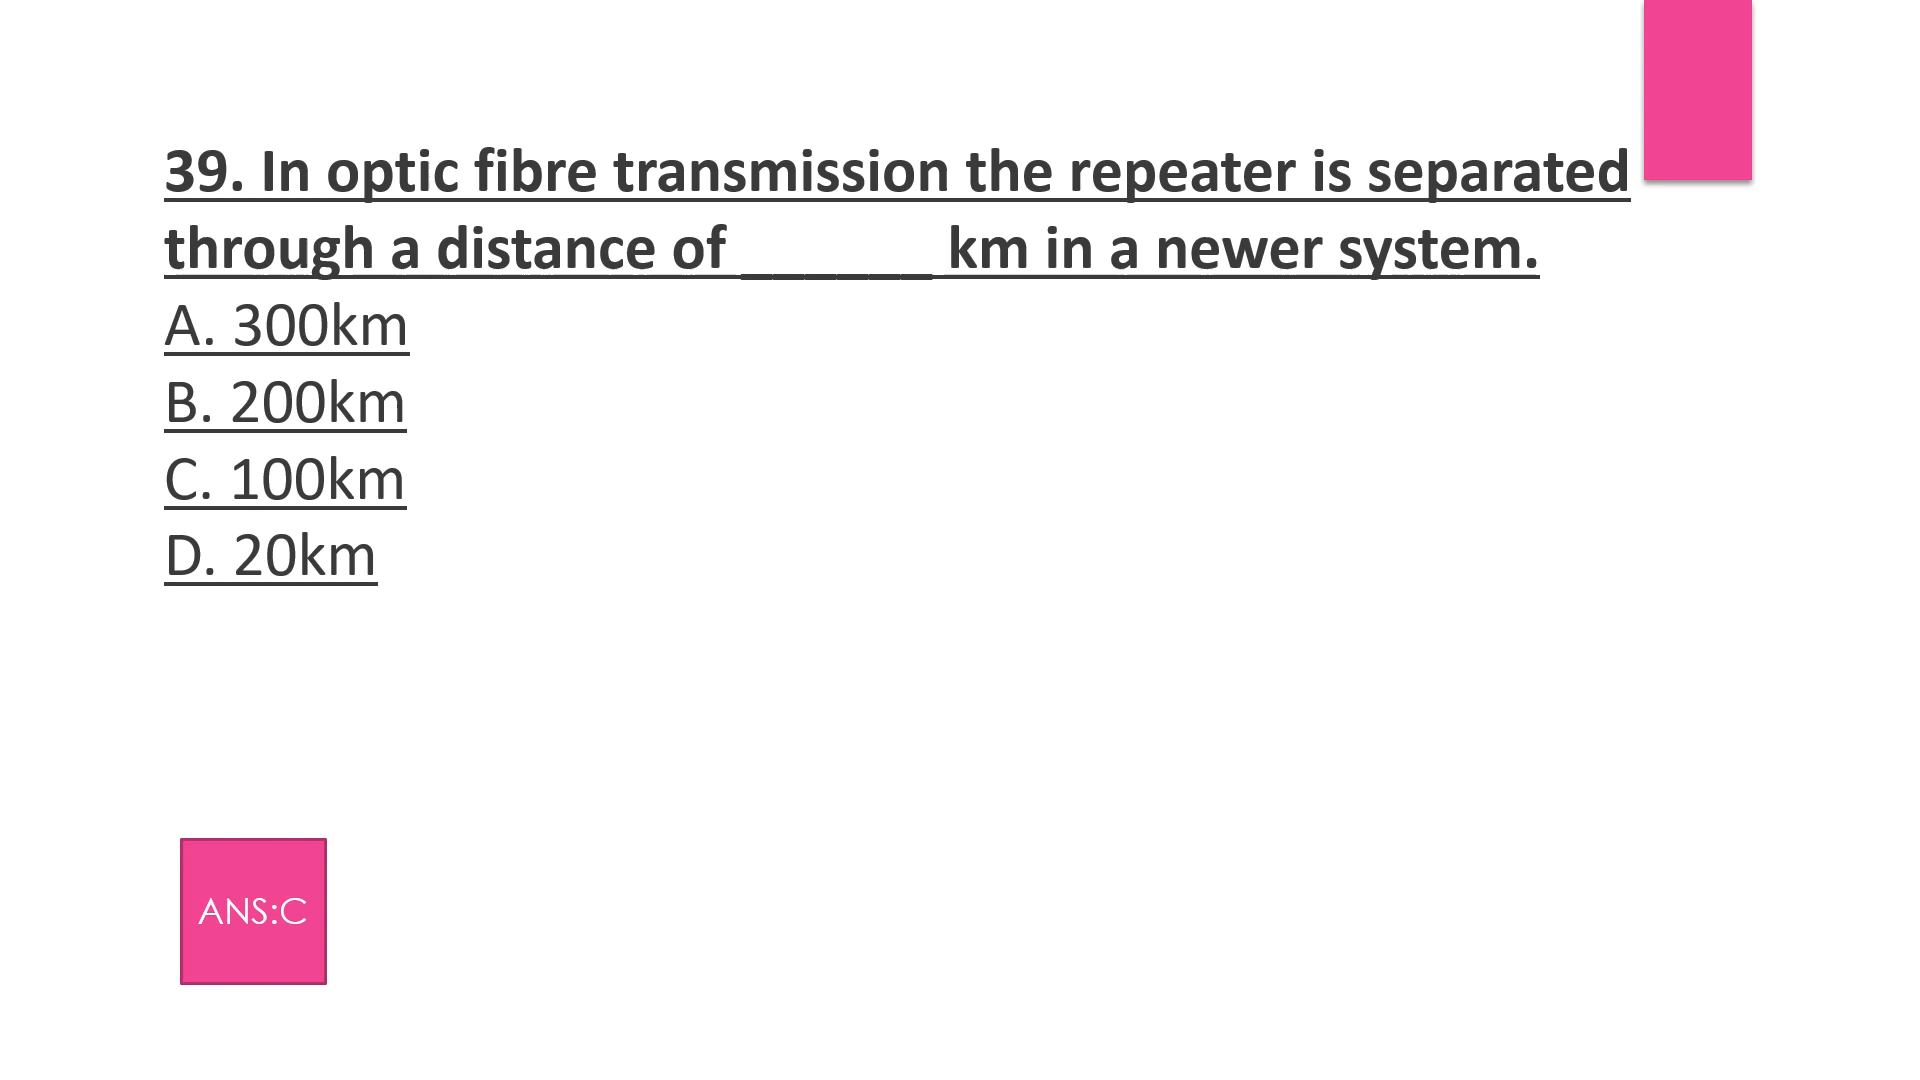 39. In optic fibre transmission the repeater is separated
through a distance of ______ km in a newer system.
A. 300km
B. 200km
C. 100km
D. 20km
ANS:C